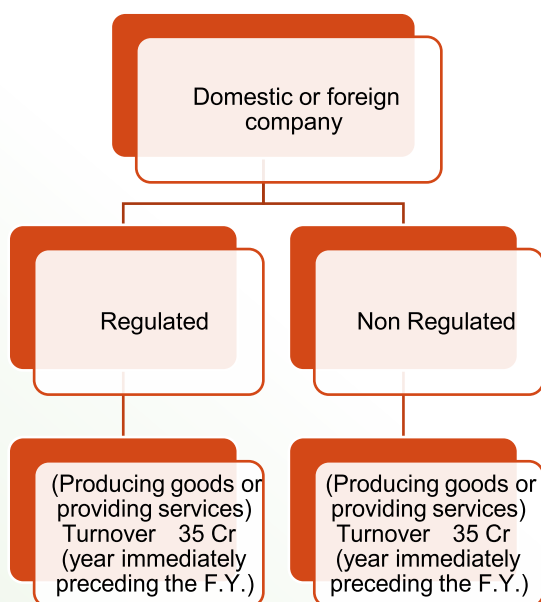 Domestic or foreign
company
Regulated
Non Regulated
(Producing goods or
providing services)
Turnover 35 Cr
(year immediately
preceding the F.Y.)
(Producing goods or
providing services)
Turnover 35 Cr
(year immediately
preceding the F.Y.)